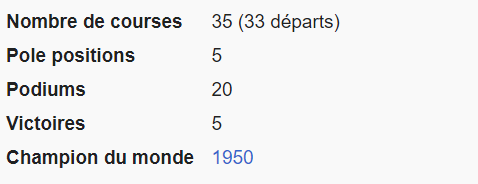 Nombre de courses 35 (33 départs)
Pole positions 5
Podiums 20
Victoires 5
Champion du monde 1950